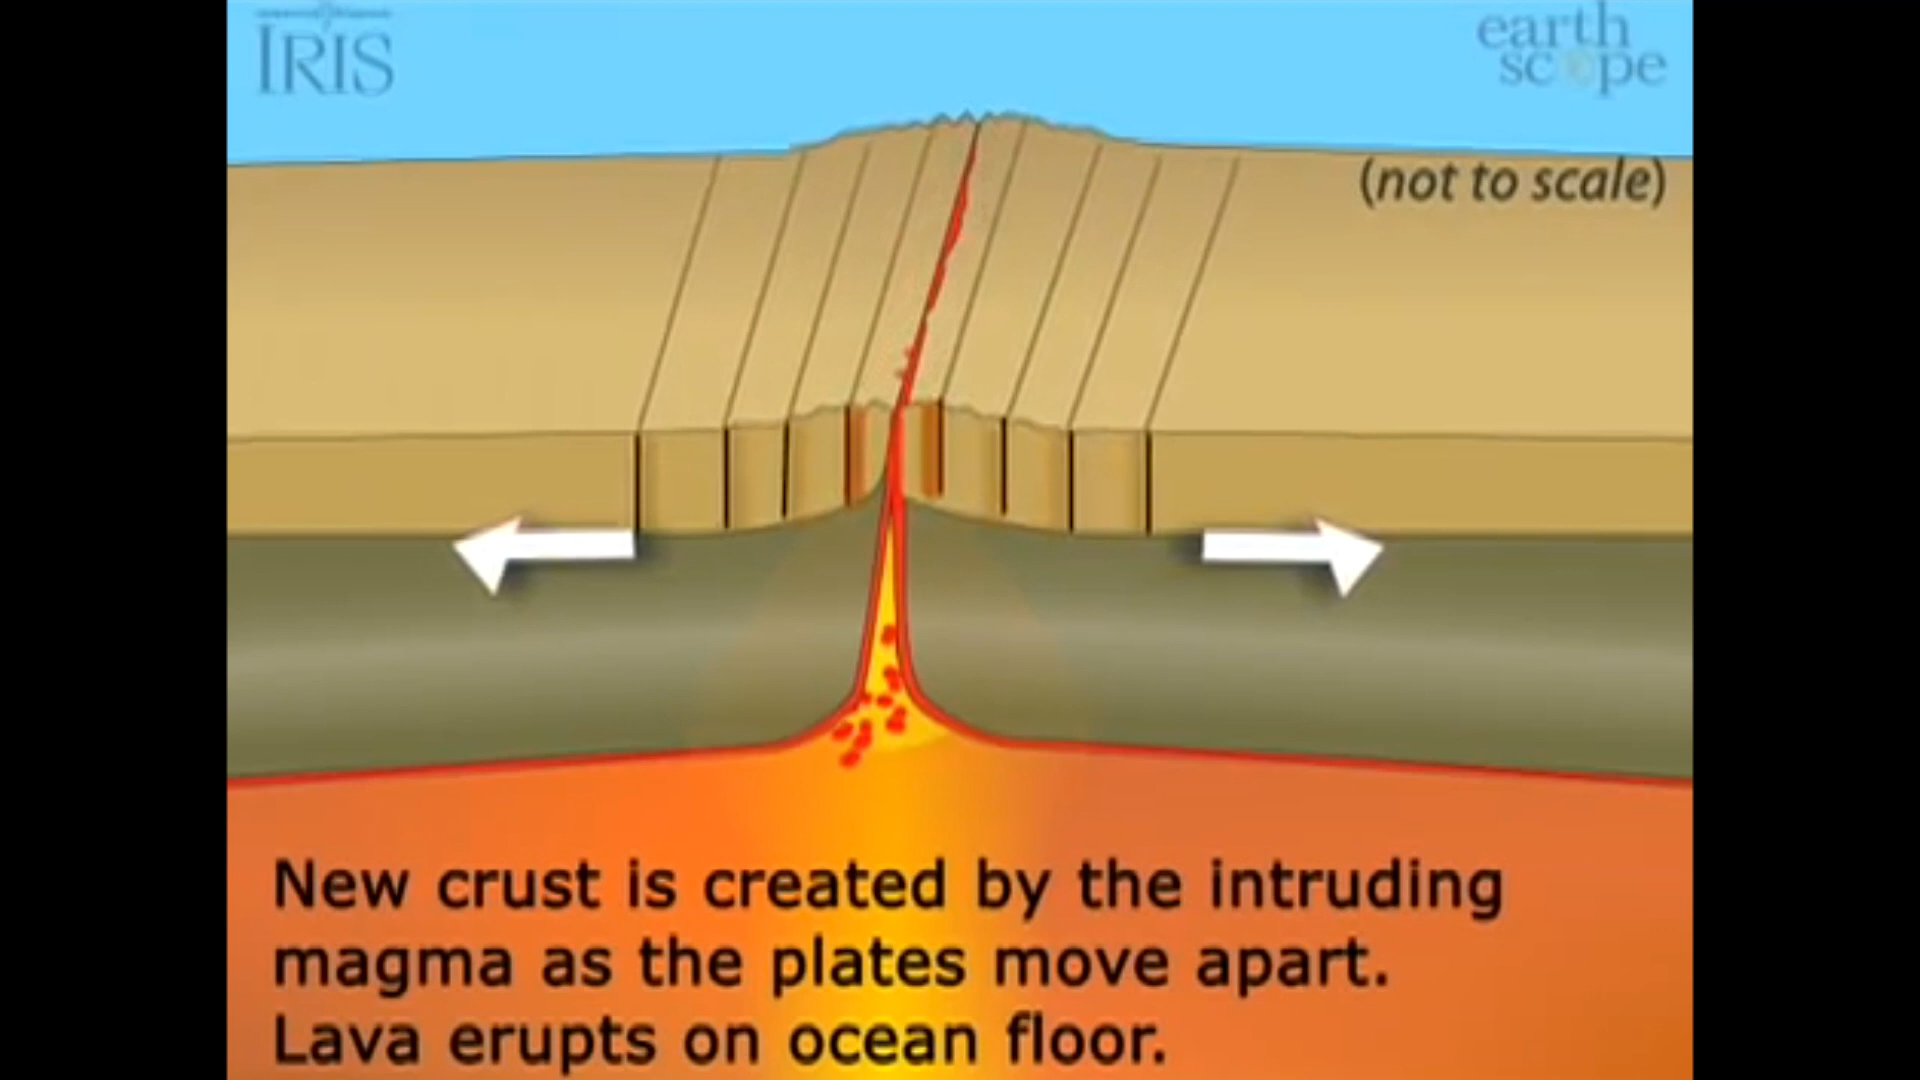 IRIS
earth
scope
(not to scale)
New crust is created by the intruding
magma as the plates move apart.
Lava erupts on ocean floor.